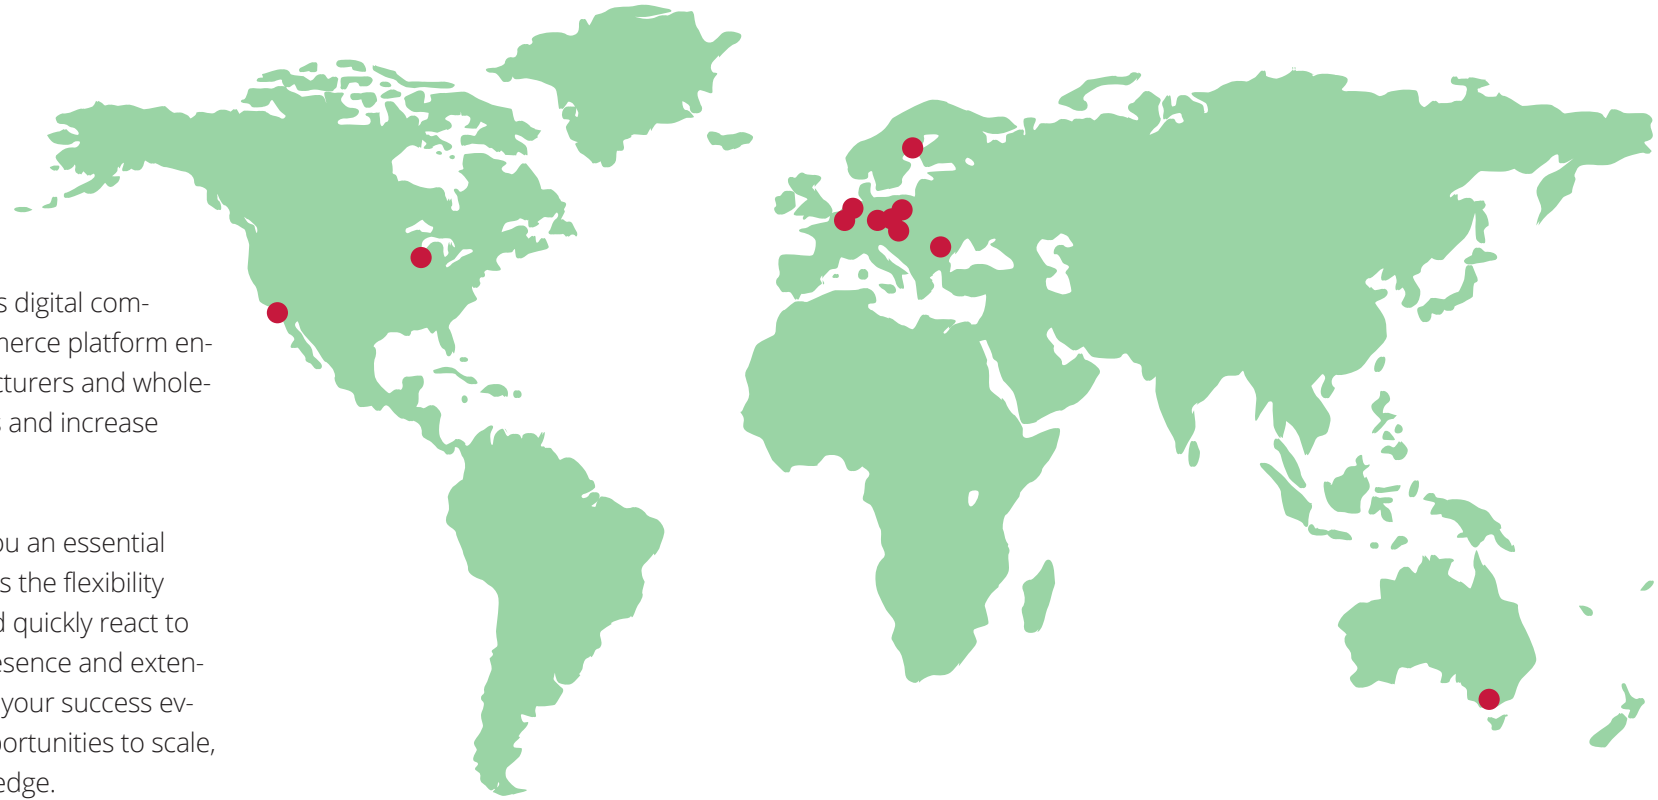 s digital com-
merce platform en-
cturers and whole-
s and increase
ou an essential
s the flexibility
d quickly react to
esence and exten-
your success ev-
portunities to scale,
edge.